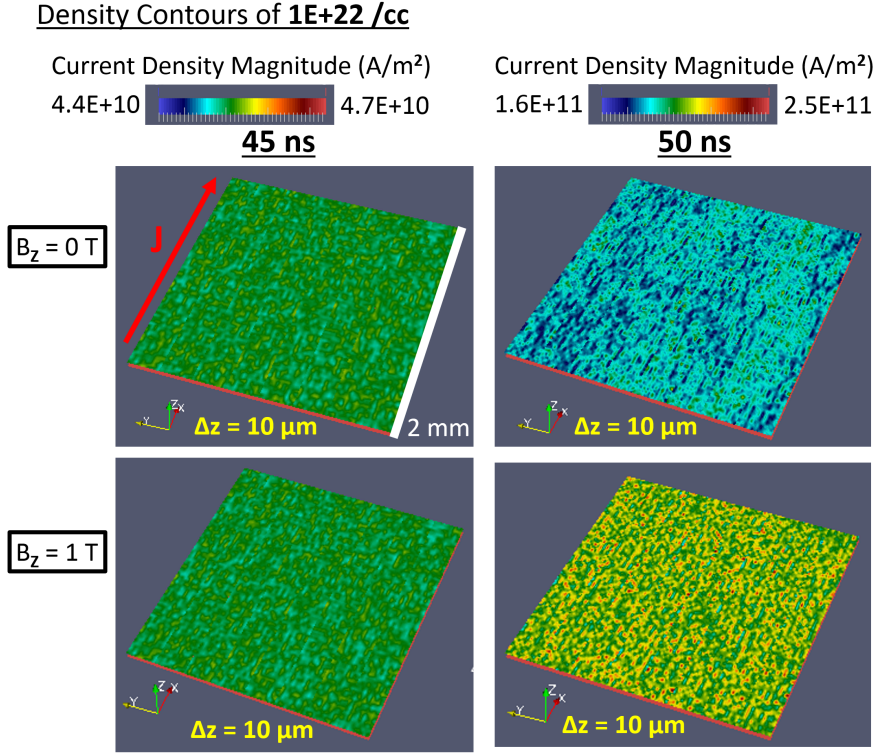 Density Contours of 1E+22 /cc
Current Density Magnitude (A/m²)
4.4E+10 4.7E+10
45 ns
Current Density Magnitude (A/m²)
1.6E+11 2.5E+11
50 ns
B_z = 0 T
J
Z X
Y
Δz = 10 µm
2 mm
Z X
Y
Δz = 10 µm
B_z = 1 T
Z X
Y
Δz = 10 µm
Z X
Y
Δz = 10 µm